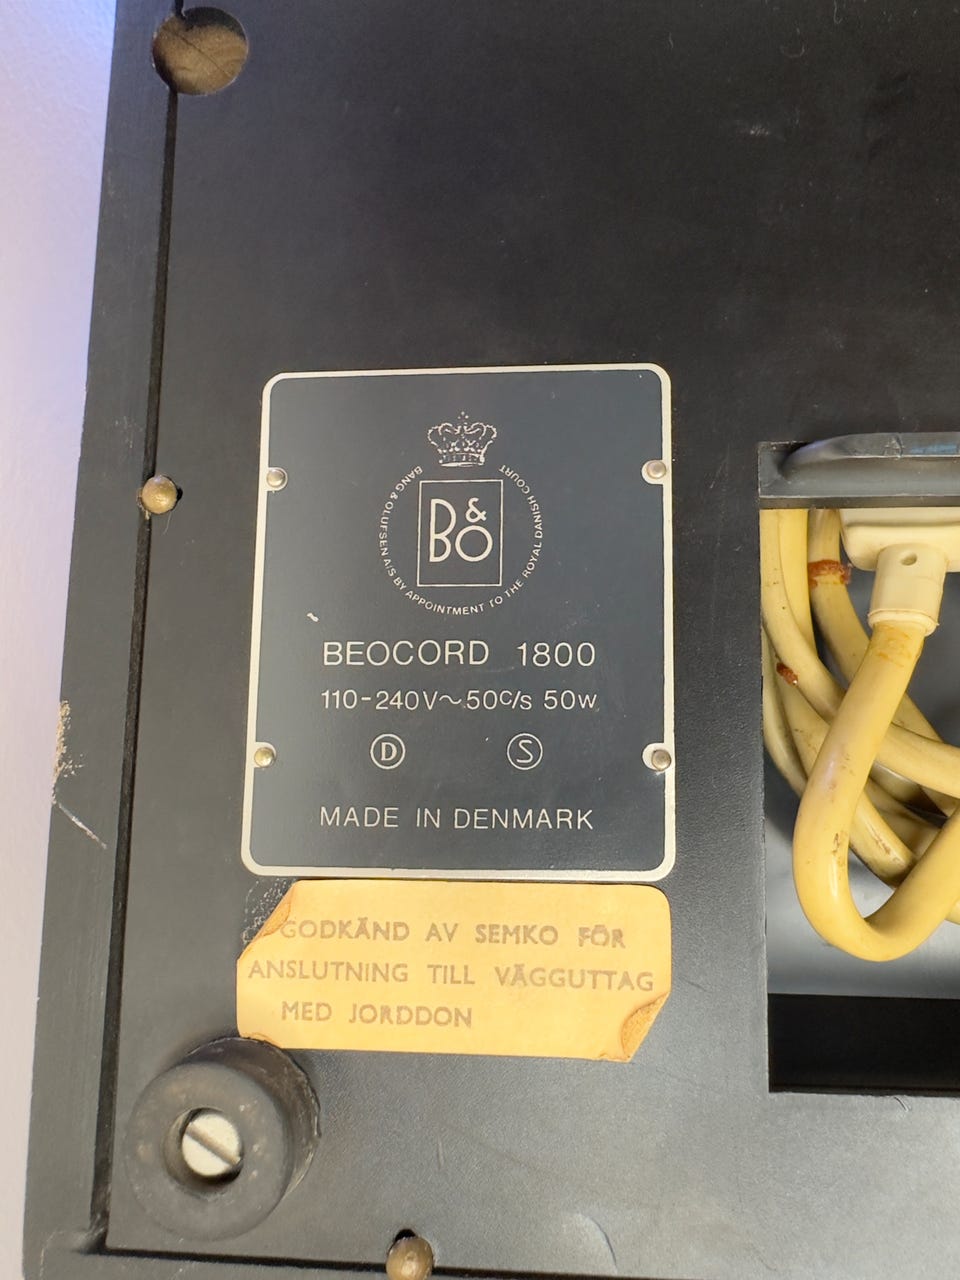 BANG & OLUFSEN A/S BY APPOINTMENT TO THE ROYAL DANISH COURT
B&O
BEOCORD 1800
110-240V~50c/s 50w
D S
MADE IN DENMARK
GODKÄND AV SEMKO FÖR
ANSLUTNING TILL VÄGGUTTAG
MED JORDDON